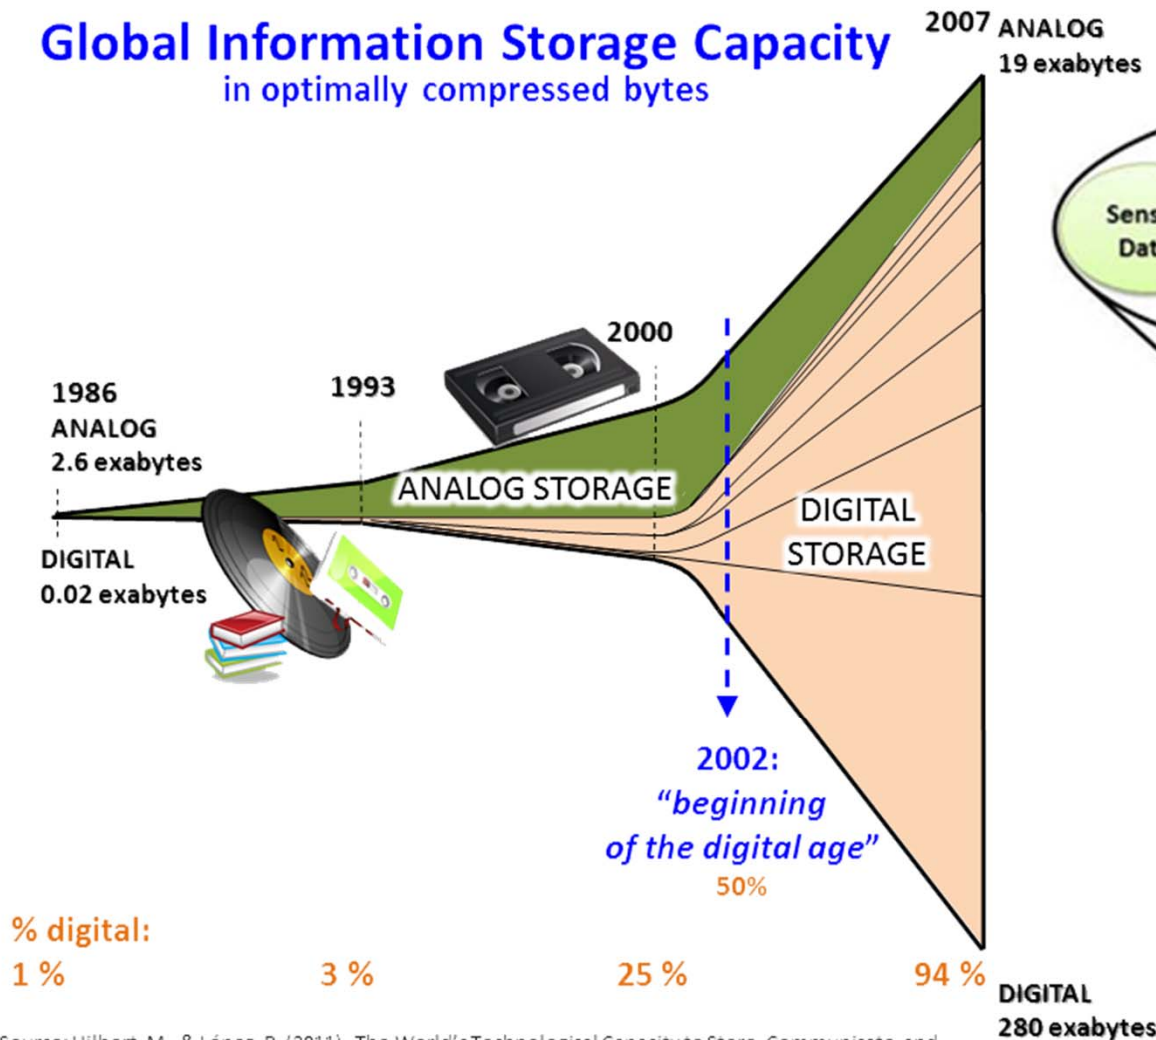 Global Information Storage Capacity
in optimally compressed bytes
2007 ANALOG
19 exabytes
2000
1993
1986
ANALOG
2.6 exabytes
ANALOG STORAGE
DIGITAL
STORAGE
DIGITAL
0.02 exabytes
2002:
“beginning
of the digital age”
50%
% digital:
1 %
3 %
25 %
94 %
DIGITAL
280 exabytes